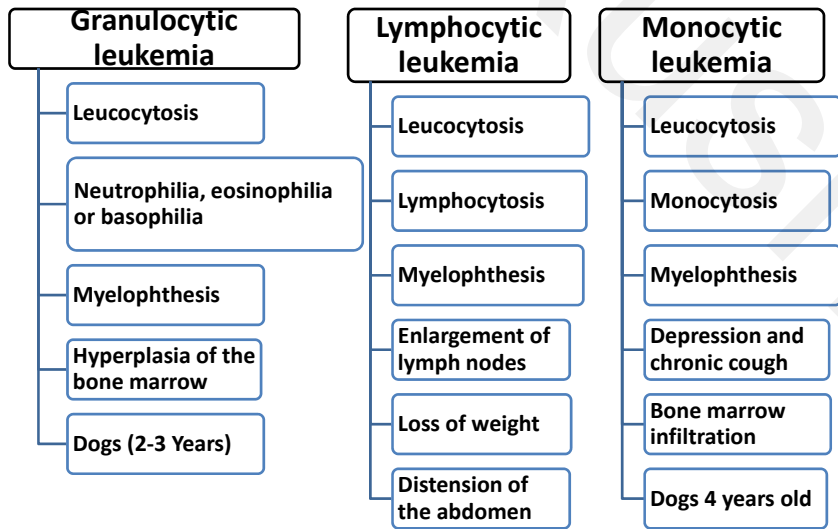 Granulocytic
leukemia
Leucocytosis
Neutrophilia, eosinophilia
or basophilia
Myelophthesis
Hyperplasia of the
bone marrow
Dogs (2-3 Years)
Lymphocytic
leukemia
Leucocytosis
Lymphocytosis
Myelophthesis
Enlargement of
lymph nodes
Loss of weight
Distension of
the abdomen
Monocytic
leukemia
Leucocytosis
Monocytosis
Myelophthesis
Depression and
chronic cough
Bone marrow
infiltration
Dogs 4 years old